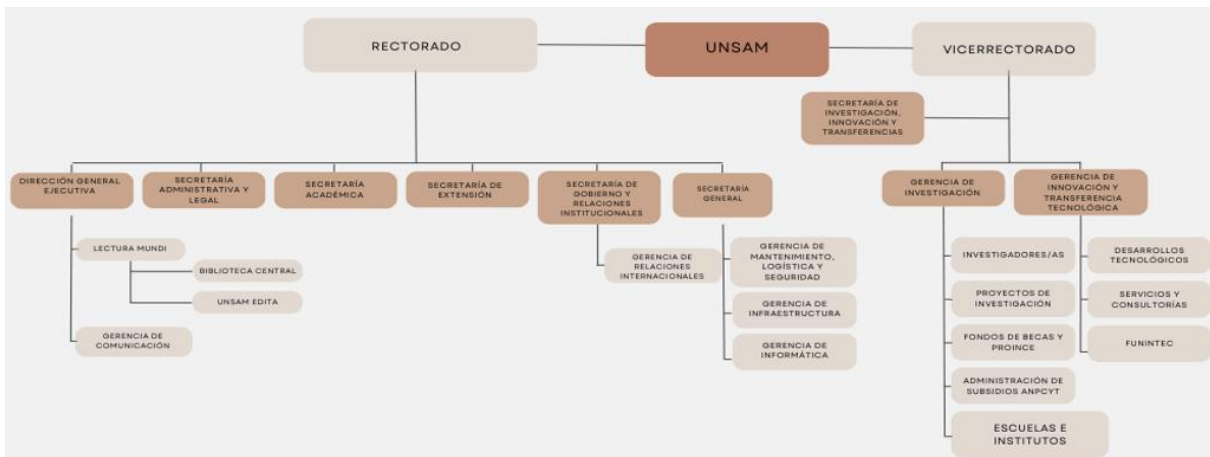 RECTORADO
UNSAM
VICERRECTORADO
SECRETARÍA DE
INVESTIGACIÓN,
INNOVACIÓN Y
TRANSFERENCIAS
DIRECCIÓN GENERAL
EJECUTIVA
SECRETARÍA
ADMINISTRATIVA Y
LEGAL
SECRETARÍA
ACADÉMICA
SECRETARÍA DE
EXTENSIÓN
SECRETARÍA DE
GOBIERNO Y
RELACIONES
INSTITUCIONALES
SECRETARÍA
GENERAL
GERENCIA DE
INVESTIGACIÓN
GERENCIA DE
INNOVACIÓN Y
TRANSFERENCIA
TECNOLÓGICA
LECTURA MUNDI
BIBLIOTECA CENTRAL
UNSAM EDITA
GERENCIA DE
COMUNICACIÓN
GERENCIA DE
RELACIONES
INTERNACIONALES
GERENCIA DE
MANTENIMIENTO,
LOGÍSTICA Y
SEGURIDAD
GERENCIA DE
INFRAESTRUCTURA
GERENCIA DE
INFORMÁTICA
INVESTIGADORES/AS
PROYECTOS DE
INVESTIGACIÓN
FONDOS DE BECAS Y
PROINCE
ADMINISTRACIÓN DE
SUBSIDIOS ANPCYT
ESCUELAS E
INSTITUTOS
DESARROLLOS
TECNOLÓGICOS
SERVICIOS Y
CONSULTORÍAS
FUNINTEC